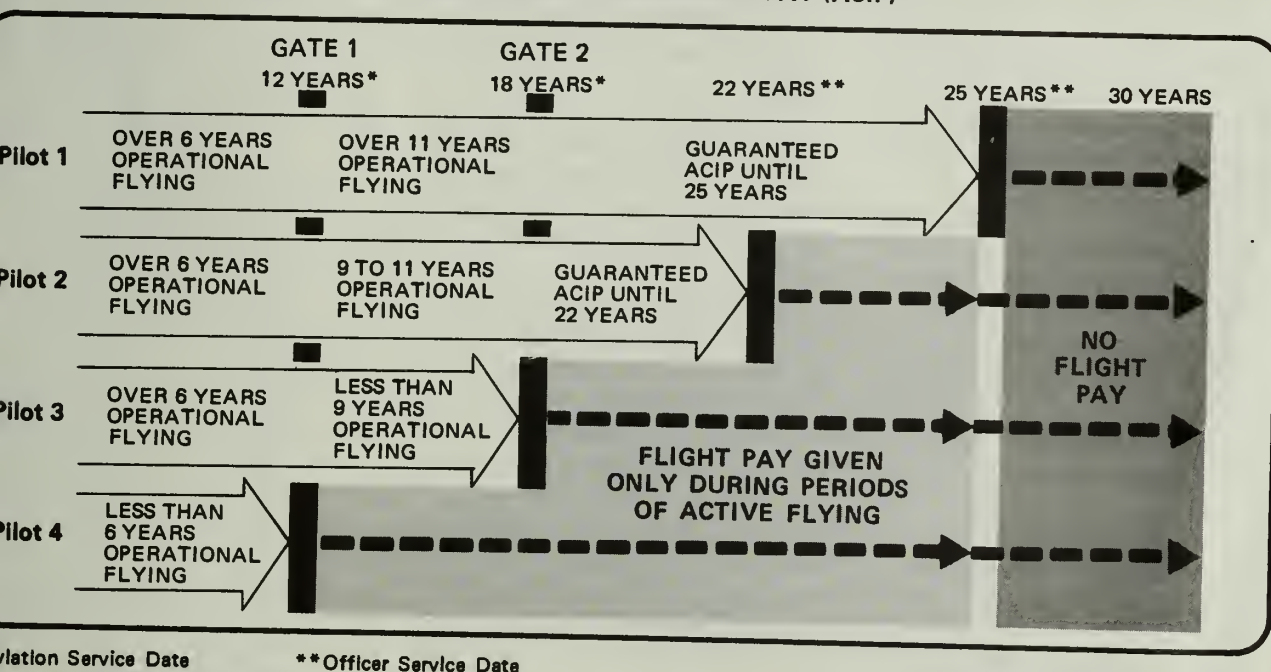 GATE 1
12 YEARS*
GATE 2
18 YEARS*
22 YEARS **
25 YEARS**
30 YEARS
Pilot 1
OVER 6 YEARS
OPERATIONAL
FLYING
OVER 11 YEARS
OPERATIONAL
FLYING
GUARANTEED
ACIP UNTIL
25 YEARS
Pilot 2
OVER 6 YEARS
OPERATIONAL
FLYING
9 TO 11 YEARS
OPERATIONAL
FLYING
GUARANTEED
ACIP UNTIL
22 YEARS
NO
FLIGHT
PAY
Pilot 3
OVER 6 YEARS
OPERATIONAL
FLYING
LESS THAN
9 YEARS
OPERATIONAL
FLYING
FLIGHT PAY GIVEN
ONLY DURING PERIODS
OF ACTIVE FLYING
Pilot 4
LESS THAN
6 YEARS
OPERATIONAL
FLYING
viation Service Date
**Officer Service Date